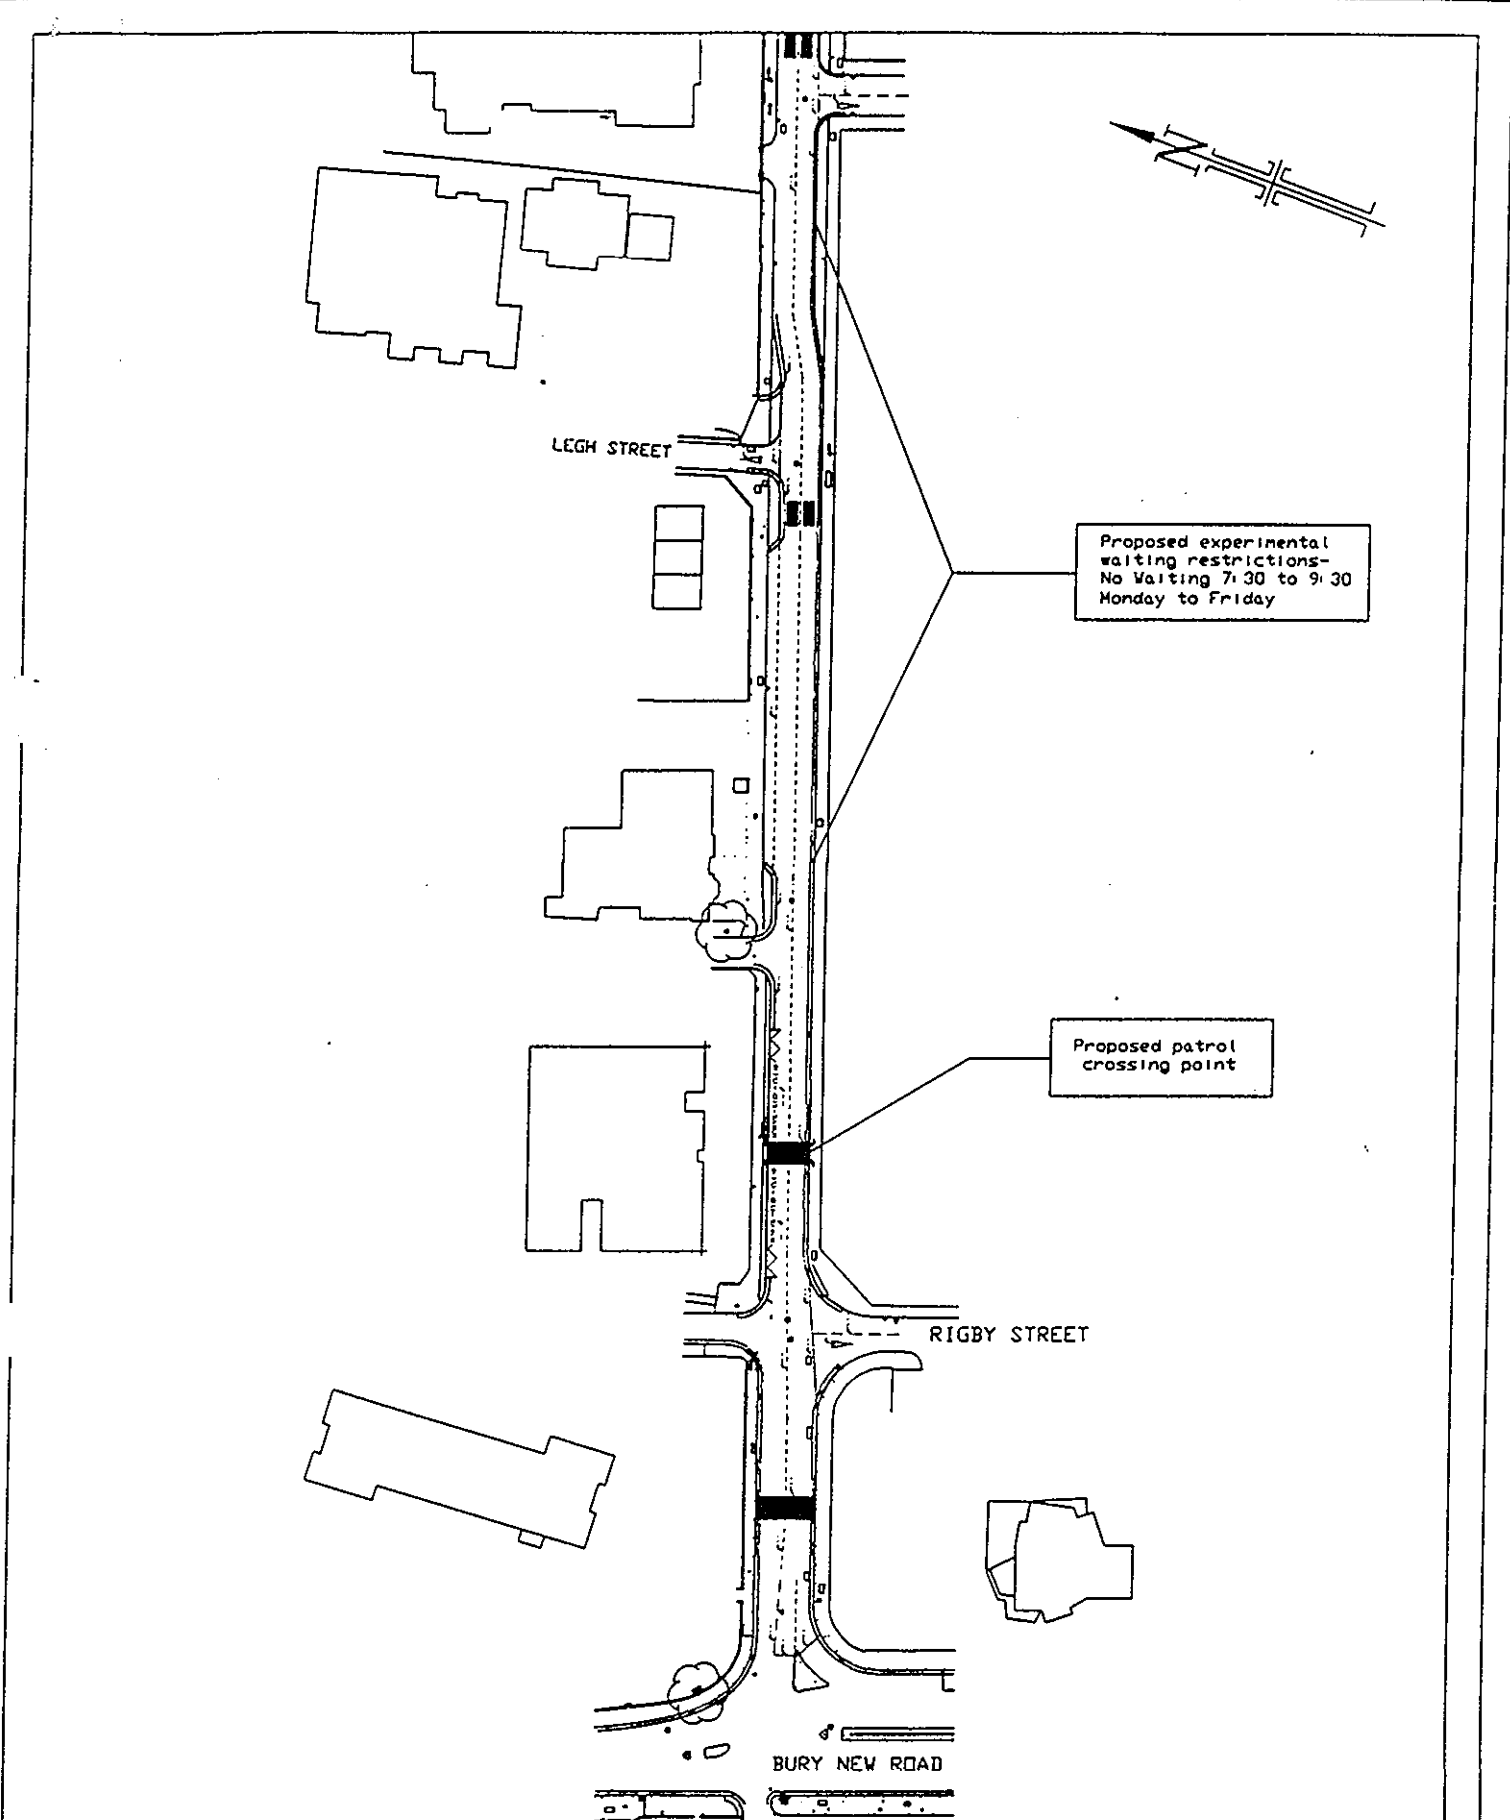 N
LEGH STREET
Proposed experimental
waiting restrictions-
No Waiting 7:30 to 9:30
Monday to Friday
Proposed patrol
crossing point
RIGBY STREET
BURY NEW ROAD